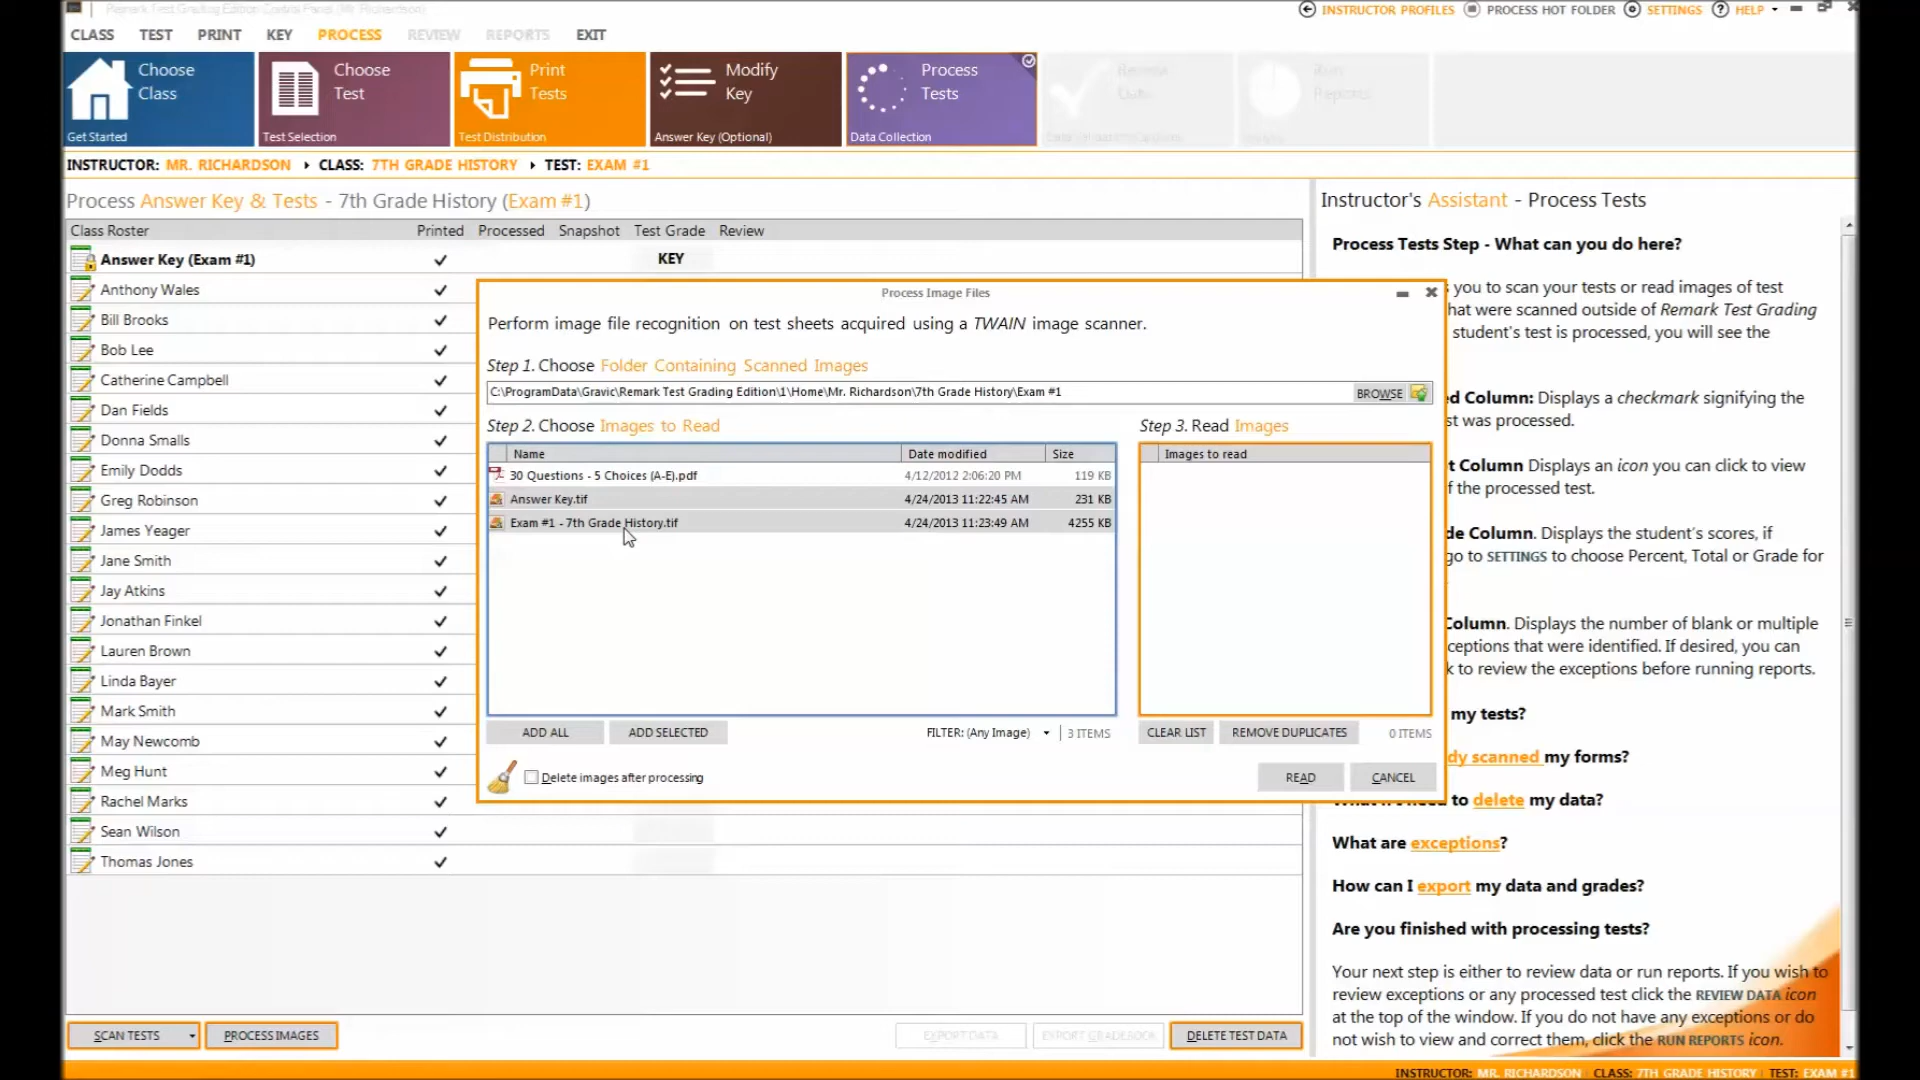 Remark Test Grading Edition Control Panel (Mr. Richardson)
INSTRUCTOR PROFILES PROCESS HOT FOLDER SETTINGS HELP
CLASS TEST PRINT KEY PROCESS REVIEW REPORTS EXIT
Choose Class
Get Started
Choose Test
Test Selection
Print Tests
Test Distribution
Modify Key
Answer Key (Optional)
Process Tests
Data Collection
Review Data
Run Reports
INSTRUCTOR: MR. RICHARDSON CLASS: 7TH GRADE HISTORY TEST: EXAM #1
Process Answer Key & Tests - 7th Grade History (Exam #1)
Class Roster Printed Processed Snapshot Test Grade Review
Answer Key (Exam #1) KEY
Anthony Wales
Bill Brooks
Bob Lee
Catherine Campbell
Dan Fields
Donna Smalls
Emily Dodds
Greg Robinson
James Yeager
Jane Smith
Jay Atkins
Jonathan Finkel
Lauren Brown
Linda Bayer
Mark Smith
May Newcomb
Meg Hunt
Rachel Marks
Sean Wilson
Thomas Jones
SCAN TESTS PROCESS IMAGES EXPORT DATA EXPORT GRADEBOOK DELETE TEST DATA
Process Image Files
Perform image file recognition on test sheets acquired using a TWAIN image scanner.
Step 1. Choose Folder Containing Scanned Images
C:\ProgramData\Gravic\Remark Test Grading Edition\1\Home\Mr. Richardson\7th Grade History\Exam #1 BROWSE
Step 2. Choose Images to Read
Name Date modified Size
30 Questions - 5 Choices (A-E).pdf 4/12/2012 2:06:20 PM 119 KB
Answer Key.tif 4/24/2013 11:22:45 AM 231 KB
Exam #1 - 7th Grade History.tif 4/24/2013 11:23:49 AM 4255 KB
ADD ALL ADD SELECTED FILTER: (Any Image) 3 ITEMS
Delete images after processing
Step 3. Read Images
Images to read
CLEAR LIST REMOVE DUPLICATES 0 ITEMS
READ CANCEL
Instructor's Assistant - Process Tests
Process Tests Step - What can you do here?
you to scan your tests or read images of test
hat were scanned outside of Remark Test Grading
student's test is processed, you will see the
ed Column: Displays a checkmark signifying the
st was processed.
t Column Displays an icon you can click to view
f the processed test.
de Column. Displays the student's scores, if
go to SETTINGS to choose Percent, Total or Grade for
Column. Displays the number of blank or multiple
ceptions that were identified. If desired, you can
k to review the exceptions before running reports.
my tests?
dy scanned my forms?
to delete my data?
What are exceptions?
How can I export my data and grades?
Are you finished with processing tests?
Your next step is either to review data or run reports. If you wish to
review exceptions or any processed test click the REVIEW DATA icon
at the top of the window. If you do not have any exceptions or do
not wish to view and correct them, click the RUN REPORTS icon.
INSTRUCTOR: MR. RICHARDSON CLASS: 7TH GRADE HISTORY TEST: EXAM #1